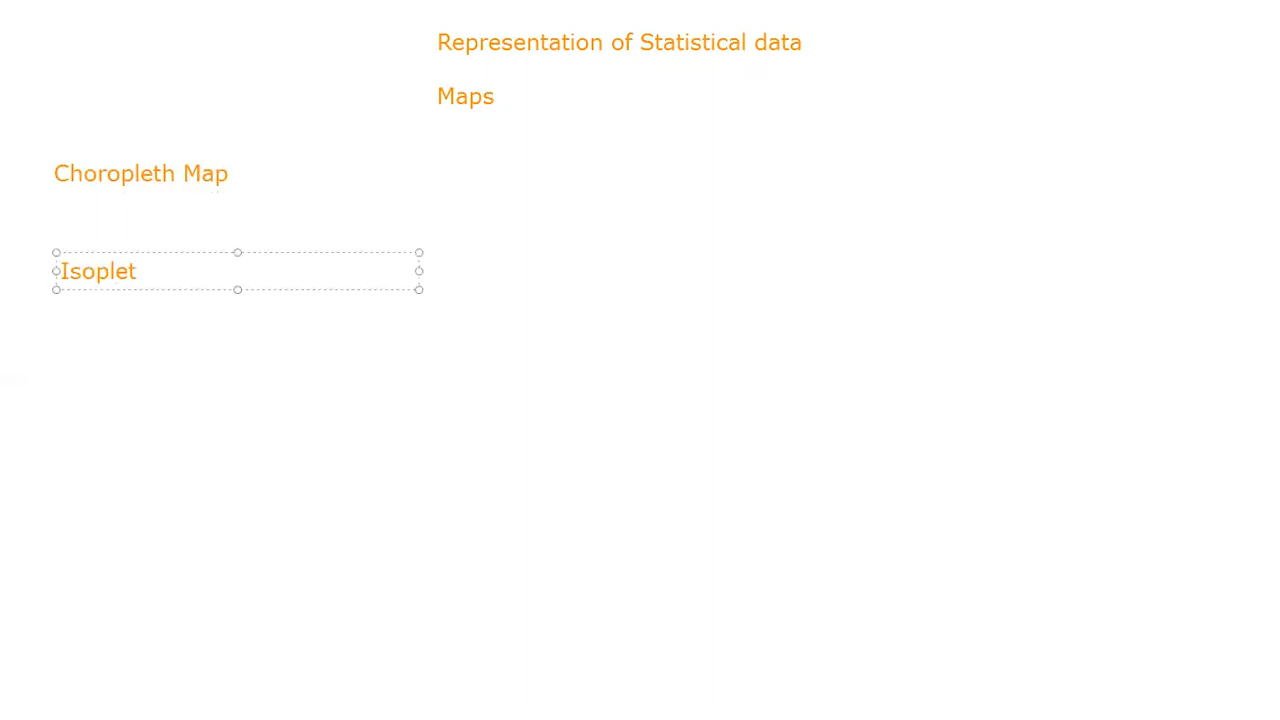 Representation of Statistical data
Maps
Choropleth Map
Isoplet